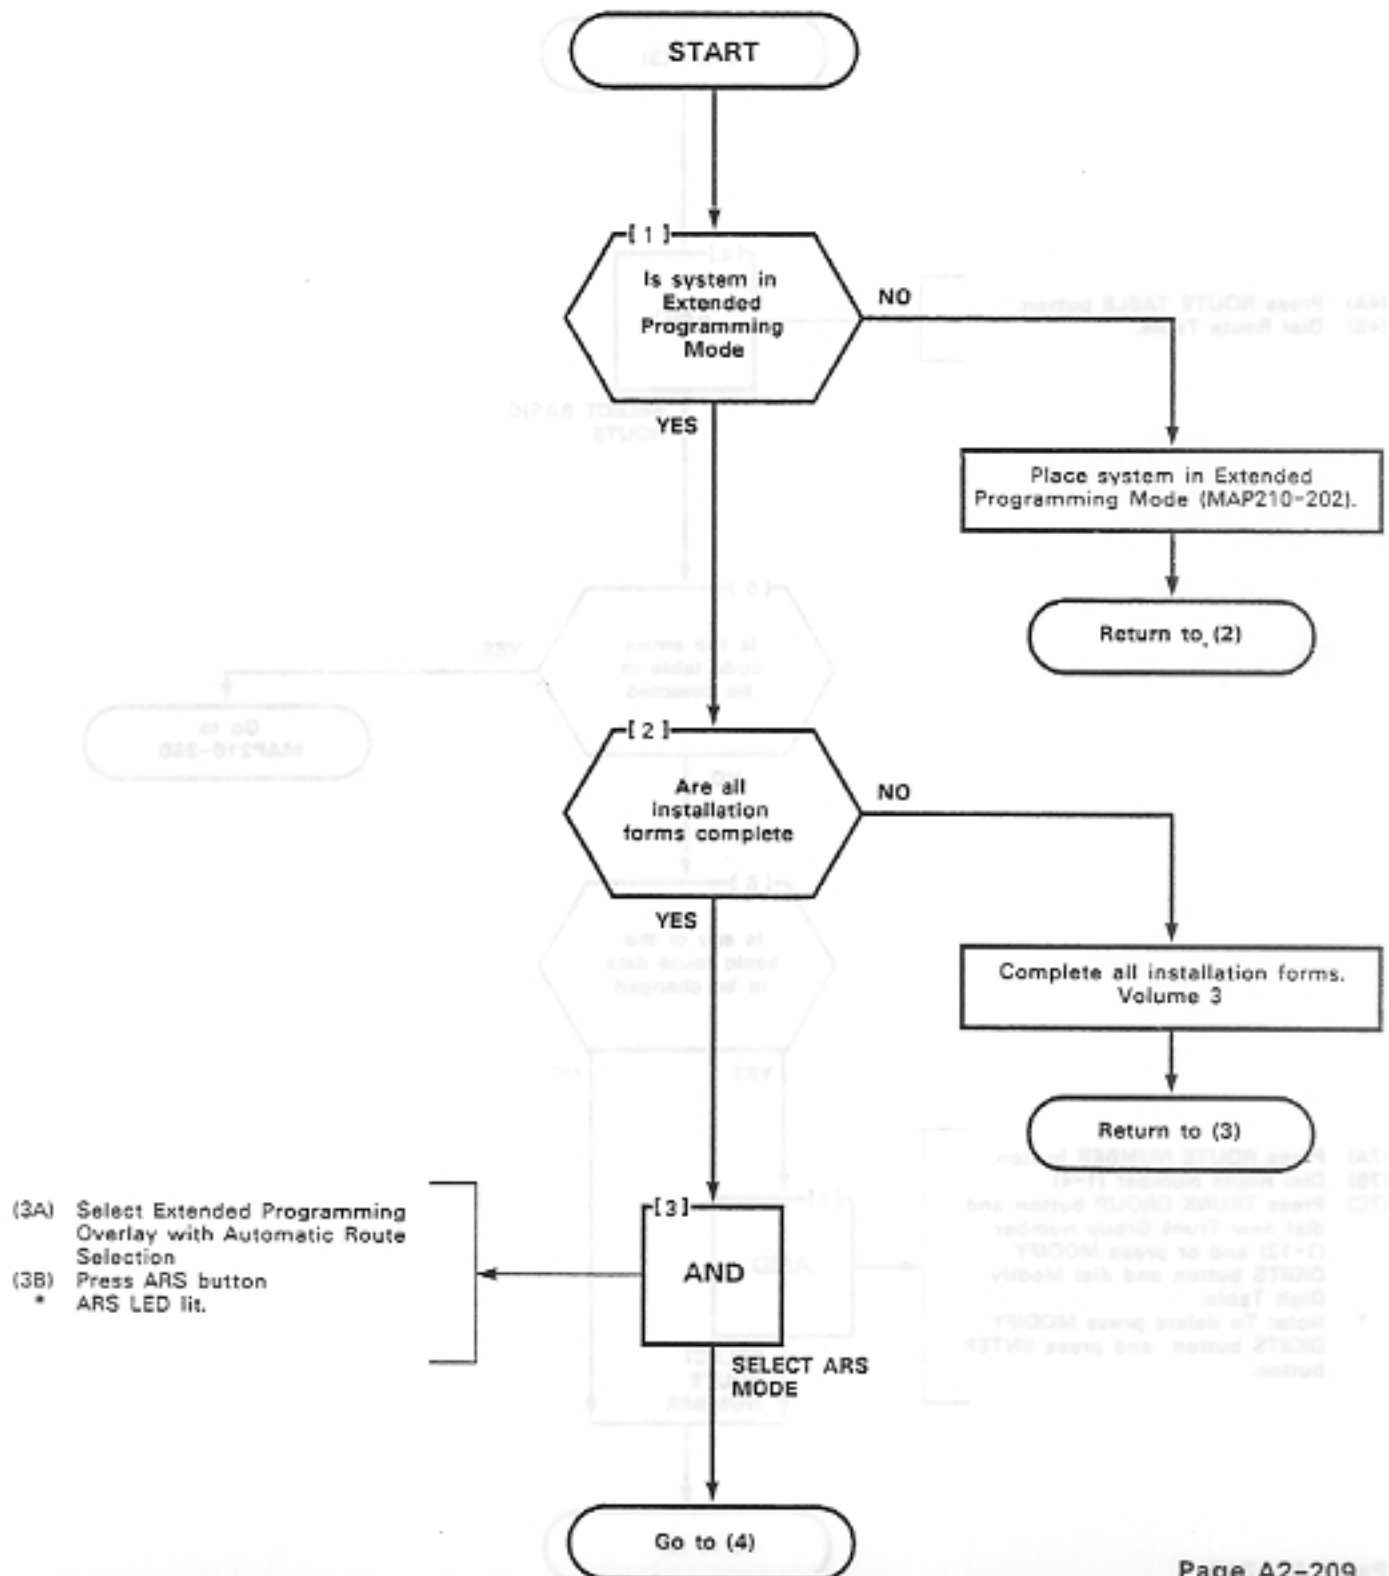 START
[ 1 ]
Is system in
Extended
Programming
Mode
NO
YES
Place system in Extended
Programming Mode (MAP210-202).
Return to (2)
[ 2 ]
Are all
installation
forms complete
NO
YES
Complete all installation forms.
Volume 3
Return to (3)
[ 3 ]
AND
(3A) Select Extended Programming
Overlay with Automatic Route
Selection
(3B) Press ARS button
* ARS LED lit.
SELECT ARS
MODE
Go to (4)
Page A2-209